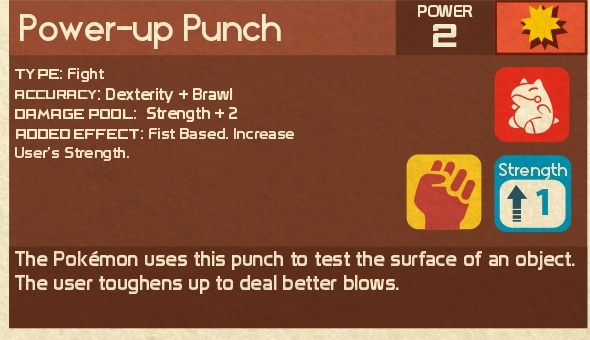 Power-up Punch
POWER
2
TYPE: Fight
ACCURACY: Dexterity + Brawl
DAMAGE POOL: Strength + 2
ADDED EFFECT: Fist Based. Increase
User's Strength.
Strength
1
The Pokémon uses this punch to test the surface of an object.
The user toughens up to deal better blows.